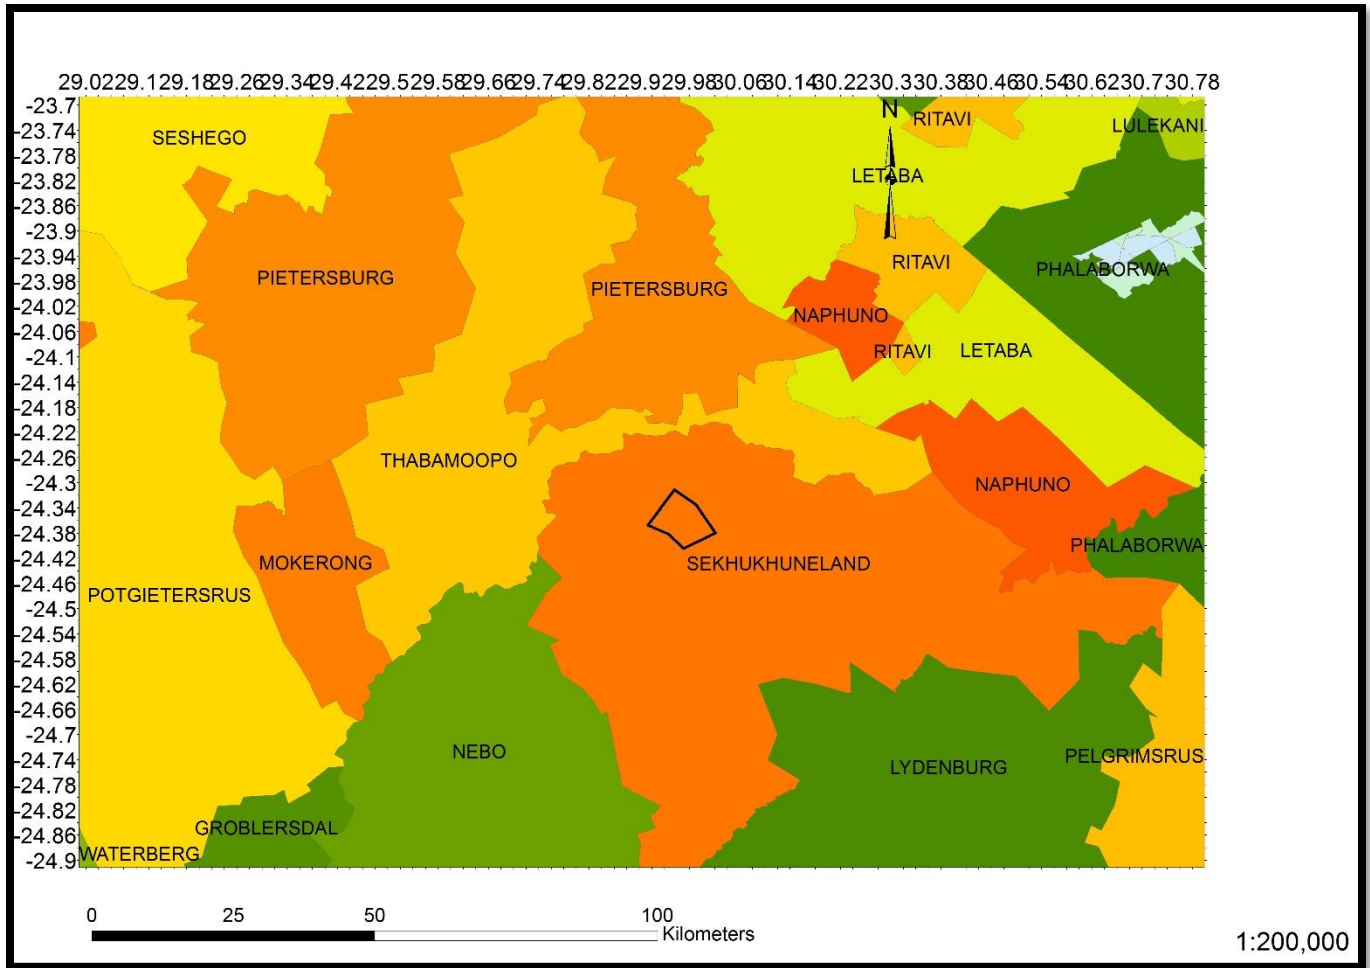 29.02 29.1 29.18 29.26 29.34 29.42 29.5 29.58 29.66 29.74 29.82 29.9 29.98 30.06 30.14 30.22 30.3 30.38 30.46 30.54 30.62 30.7 30.78
-23.7
-23.74
-23.78
-23.82
-23.86
-23.9
-23.94
-23.98
-24.02
-24.06
-24.1
-24.14
-24.18
-24.22
-24.26
-24.3
-24.34
-24.38
-24.42
-24.46
-24.5
-24.54
-24.58
-24.62
-24.66
-24.7
-24.74
-24.78
-24.82
-24.86
-24.9
N
RITAVI
LULEKANI
SESHEGO
LETABA
RITAVI
PHALABORWA
PIETERSBURG
PIETERSBURG
NAPHUNO
RITAVI
LETABA
THABAMOOPO
NAPHUNO
PHALABORWA
MOKERONG
SEKHUKHUNELAND
POTGIETERSRUS
NEBO
PELGRIMSRUS
LYDENBURG
GROBLERSDAL
WATERBERG
0 25 50 100
Kilometers
1:200,000